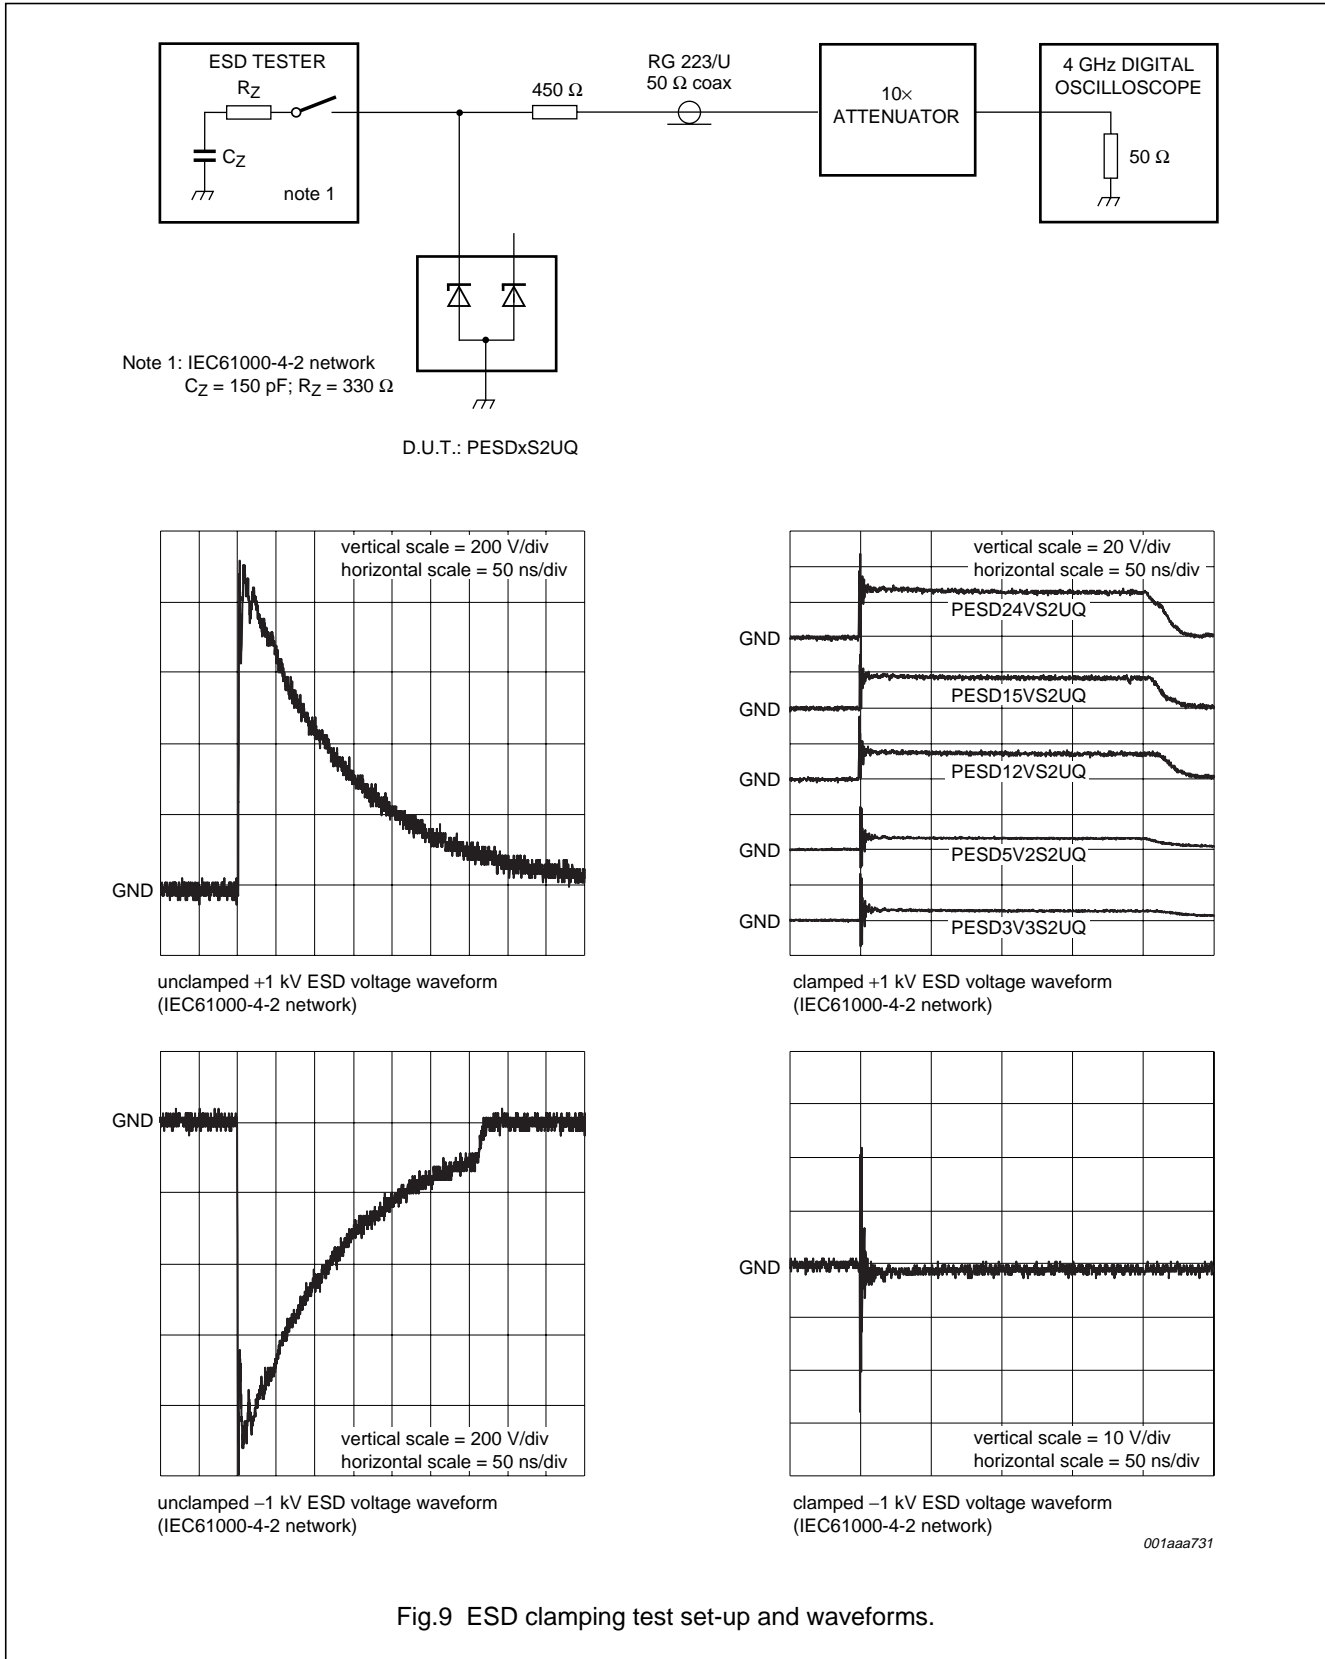 ESD TESTER
RZ
CZ
note 1
450 Ω
RG 223/U
50 Ω coax
10×
ATTENUATOR
4 GHz DIGITAL
OSCILLOSCOPE
50 Ω
Note 1: IEC61000-4-2 network
CZ = 150 pF; RZ = 330 Ω
D.U.T.: PESDxS2UQ
vertical scale = 200 V/div
horizontal scale = 50 ns/div
GND
unclamped +1 kV ESD voltage waveform
(IEC61000-4-2 network)
vertical scale = 20 V/div
horizontal scale = 50 ns/div
PESD24VS2UQ
GND
PESD15VS2UQ
GND
PESD12VS2UQ
GND
PESD5V2S2UQ
GND
PESD3V3S2UQ
GND
clamped +1 kV ESD voltage waveform
(IEC61000-4-2 network)
GND
vertical scale = 200 V/div
horizontal scale = 50 ns/div
unclamped −1 kV ESD voltage waveform
(IEC61000-4-2 network)
GND
vertical scale = 10 V/div
horizontal scale = 50 ns/div
clamped −1 kV ESD voltage waveform
(IEC61000-4-2 network)
001aaa731
Fig.9 ESD clamping test set-up and waveforms.